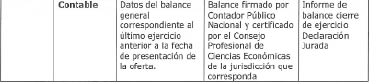 Contable
Datos del balance
general
correspondiente al
último ejercicio
anterior a la fecha
de presentación de
la oferta.
Balance firmado por
Contador Público
Nacional y certificado
por el Consejo
Profesional de
Ciencias Económicas
de la jurisdicción que
corresponda
Informe de
balance cierre
de ejercicio
Declaración
Jurada